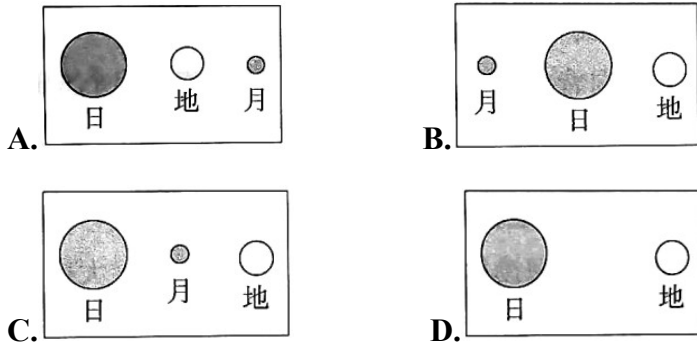 日 地 月
A.
月 日 地
B.
日 月 地
C.
日 地
D.